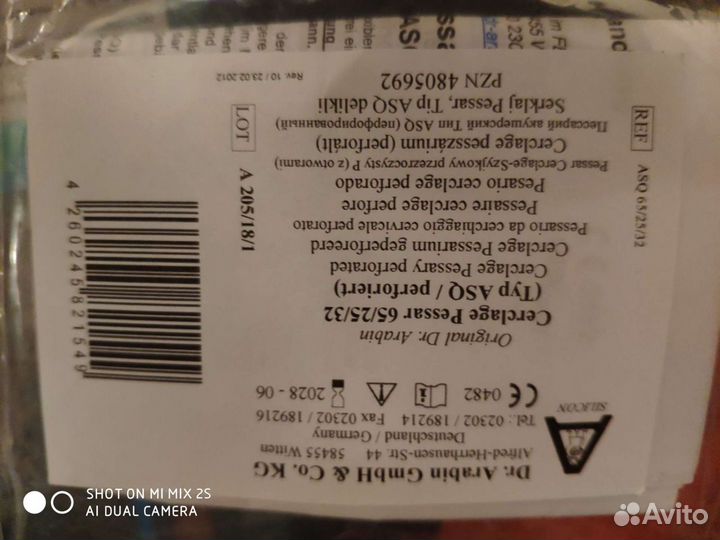 Dr. Arabin GmbH & Co. KG
Alfred-Herrhausen-Str. 44 58455 Witten
Deutschland / Germany
Tel.: 02302 / 189214 Fax 02302 / 189216
SILICON
CE 0482 2028 - 06
Original Dr. Arabin
Cerclage Pessar 65/25/32
(Typ ASQ / perforiert)
Cerclage Pessary perforated
Cerclage Pessarium geperforeerd
Pessario da cerchiaggio cervicale perforato
Pessaire cerclage perfore
Pesario cerclage perforado
Pessar Cerclage-Szyjkowy przezroczysty P (z otworami)
Cerclage pesszárium (perforált)
Пессарий акушерский Тип ASQ (перфорированный)
Serklaj Pessar, Tip ASQ delikli
PZN 4805692
Rev. 10 / 23.02.2012
REF ASQ 65/25/32
LOT A 205/18/1
4 260245 821549
SHOT ON MI MIX 2S
AI DUAL CAMERA
Avito